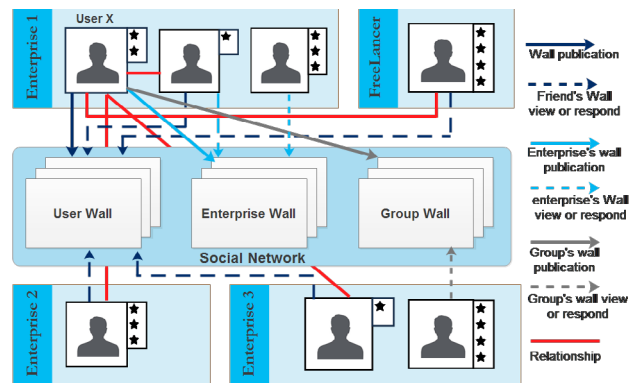 User X
Enterprise 1
FreeLancer
User Wall
Enterprise Wall
Group Wall
Social Network
Enterprise 2
Enterprise 3
Wall publication
Friend's Wall
view or respond
Enterprise's wall
publication
enterprise's Wall
view or respond
Group's wall
publication
Group's wall view
or respond
Relationship